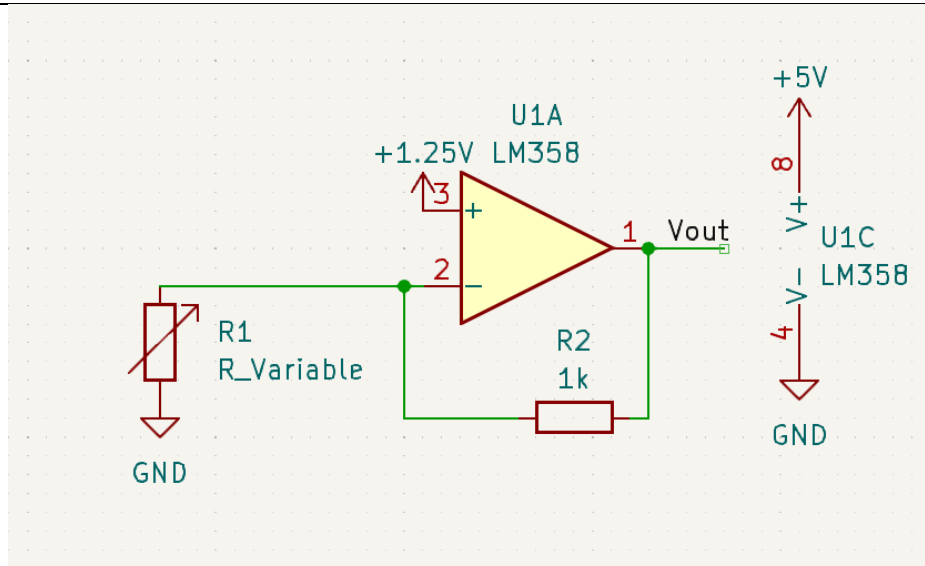 +5V
U1A
+1.25V LM358
8
3
+
1
Vout
V+
U1C
LM358
2
-
V-
4
R1
R_Variable
R2
1k
GND
GND